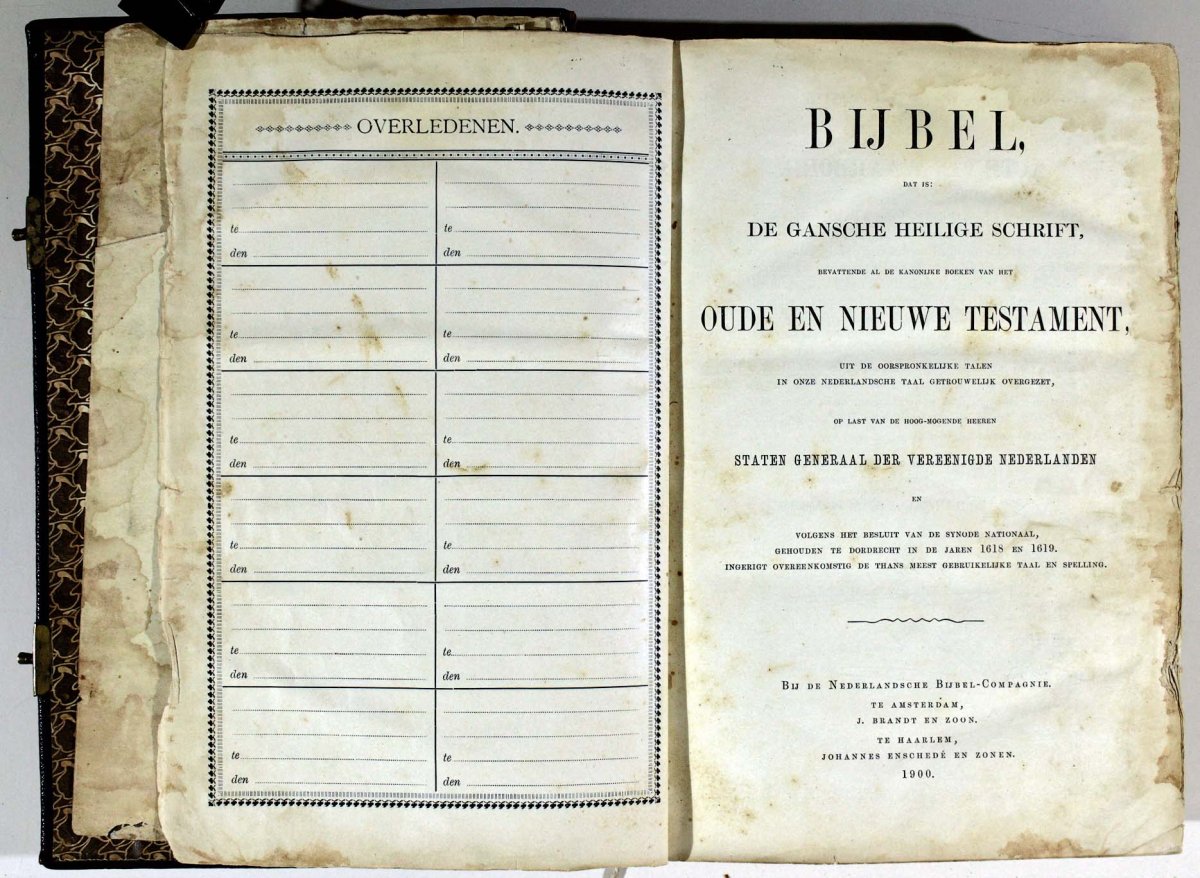 OVERLEDENEN.
te
den
te
den
te
den
te
den
te
den
te
den
te
den
te
den
te
den
te
den
te
den
te
den
BIJBEL,
DAT IS:
DE GANSCHE HEILIGE SCHRIFT,
BEVATTENDE AL DE KANONIJKE BOEKEN VAN HET
OUDE EN NIEUWE TESTAMENT,
UIT DE OORSPRONKELIJKE TALEN
IN ONZE NEDERLANDSCHE TAAL GETROUWELIJK OVERGEZET,
OP LAST VAN DE HOOG-MOGENDE HEEREN
STATEN GENERAAL DER VEREENIGDE NEDERLANDEN
EN
VOLGENS HET BESLUIT VAN DE SYNODE NATIONAAL,
GEHOUDEN TE DORDRECHT IN DE JAREN 1618 EN 1619.
INGERIGT OVEREENKOMSTIG DE THANS MEEST GEBRUIKELIJKE TAAL EN SPELLING.
BIJ DE NEDERLANDSCHE BIJBEL-COMPAGNIE.
TE AMSTERDAM,
J. BRANDT EN ZOON.
TE HAARLEM,
JOHANNES ENSCHEDÉ EN ZONEN.
1900.